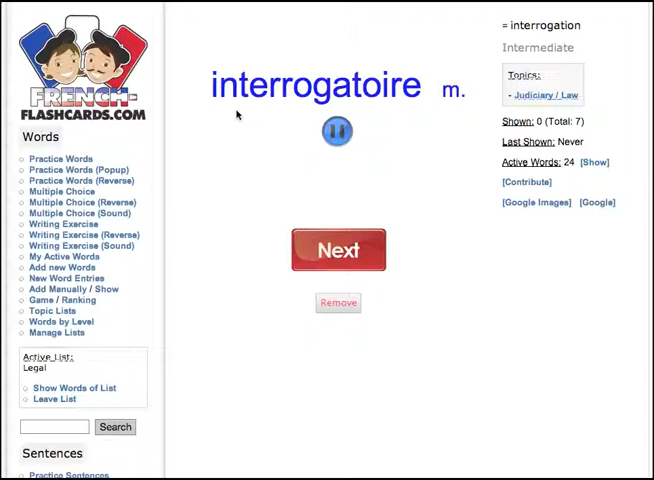 FRENCH-
FLASHCARDS.COM
Words
Practice Words
Practice Words (Popup)
Practice Words (Reverse)
Multiple Choice
Multiple Choice (Reverse)
Multiple Choice (Sound)
Writing Exercise
Writing Exercise (Reverse)
Writing Exercise (Sound)
My Active Words
Add new Words
New Word Entries
Add Manually / Show
Game / Ranking
Topic Lists
Words by Level
Manage Lists
Active List:
Legal
Show Words of List
Leave List
Search
Sentences
Practice Sentences
interrogatoire m.
Next
Remove
= interrogation
Intermediate
Topics:
- Judiciary / Law
Shown: 0 (Total: 7)
Last Shown: Never
Active Words: 24 [Show]
[Contribute]
[Google Images] [Google]